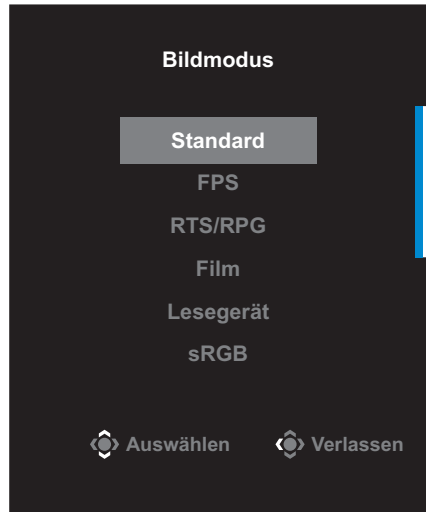 Bildmodus
Standard
FPS
RTS/RPG
Film
Lesegerät
sRGB
Auswählen Verlassen